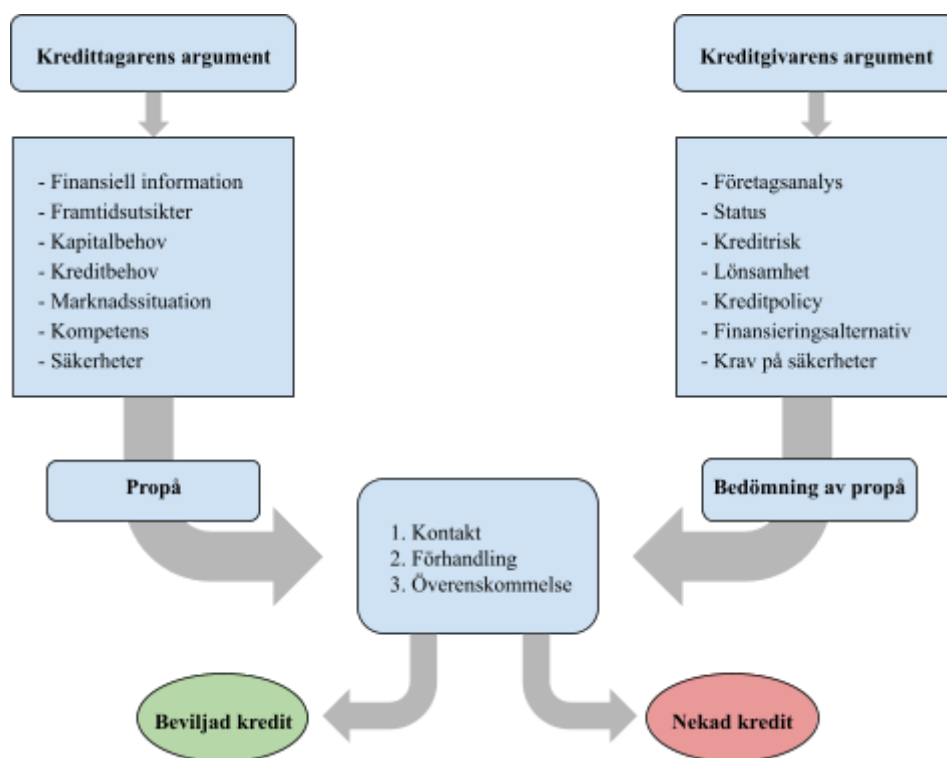 Kredittagarens argument
- Finansiell information
- Framtidsutsikter
- Kapitalbehov
- Kreditbehov
- Marknadssituation
- Kompetens
- Säkerheter
Propå
Kreditgivarens argument
- Företagsanalys
- Status
- Kreditrisk
- Lönsamhet
- Kreditpolicy
- Finansieringsalternativ
- Krav på säkerheter
Bedömning av propå
1. Kontakt
2. Förhandling
3. Överenskommelse
Beviljad kredit
Nekad kredit